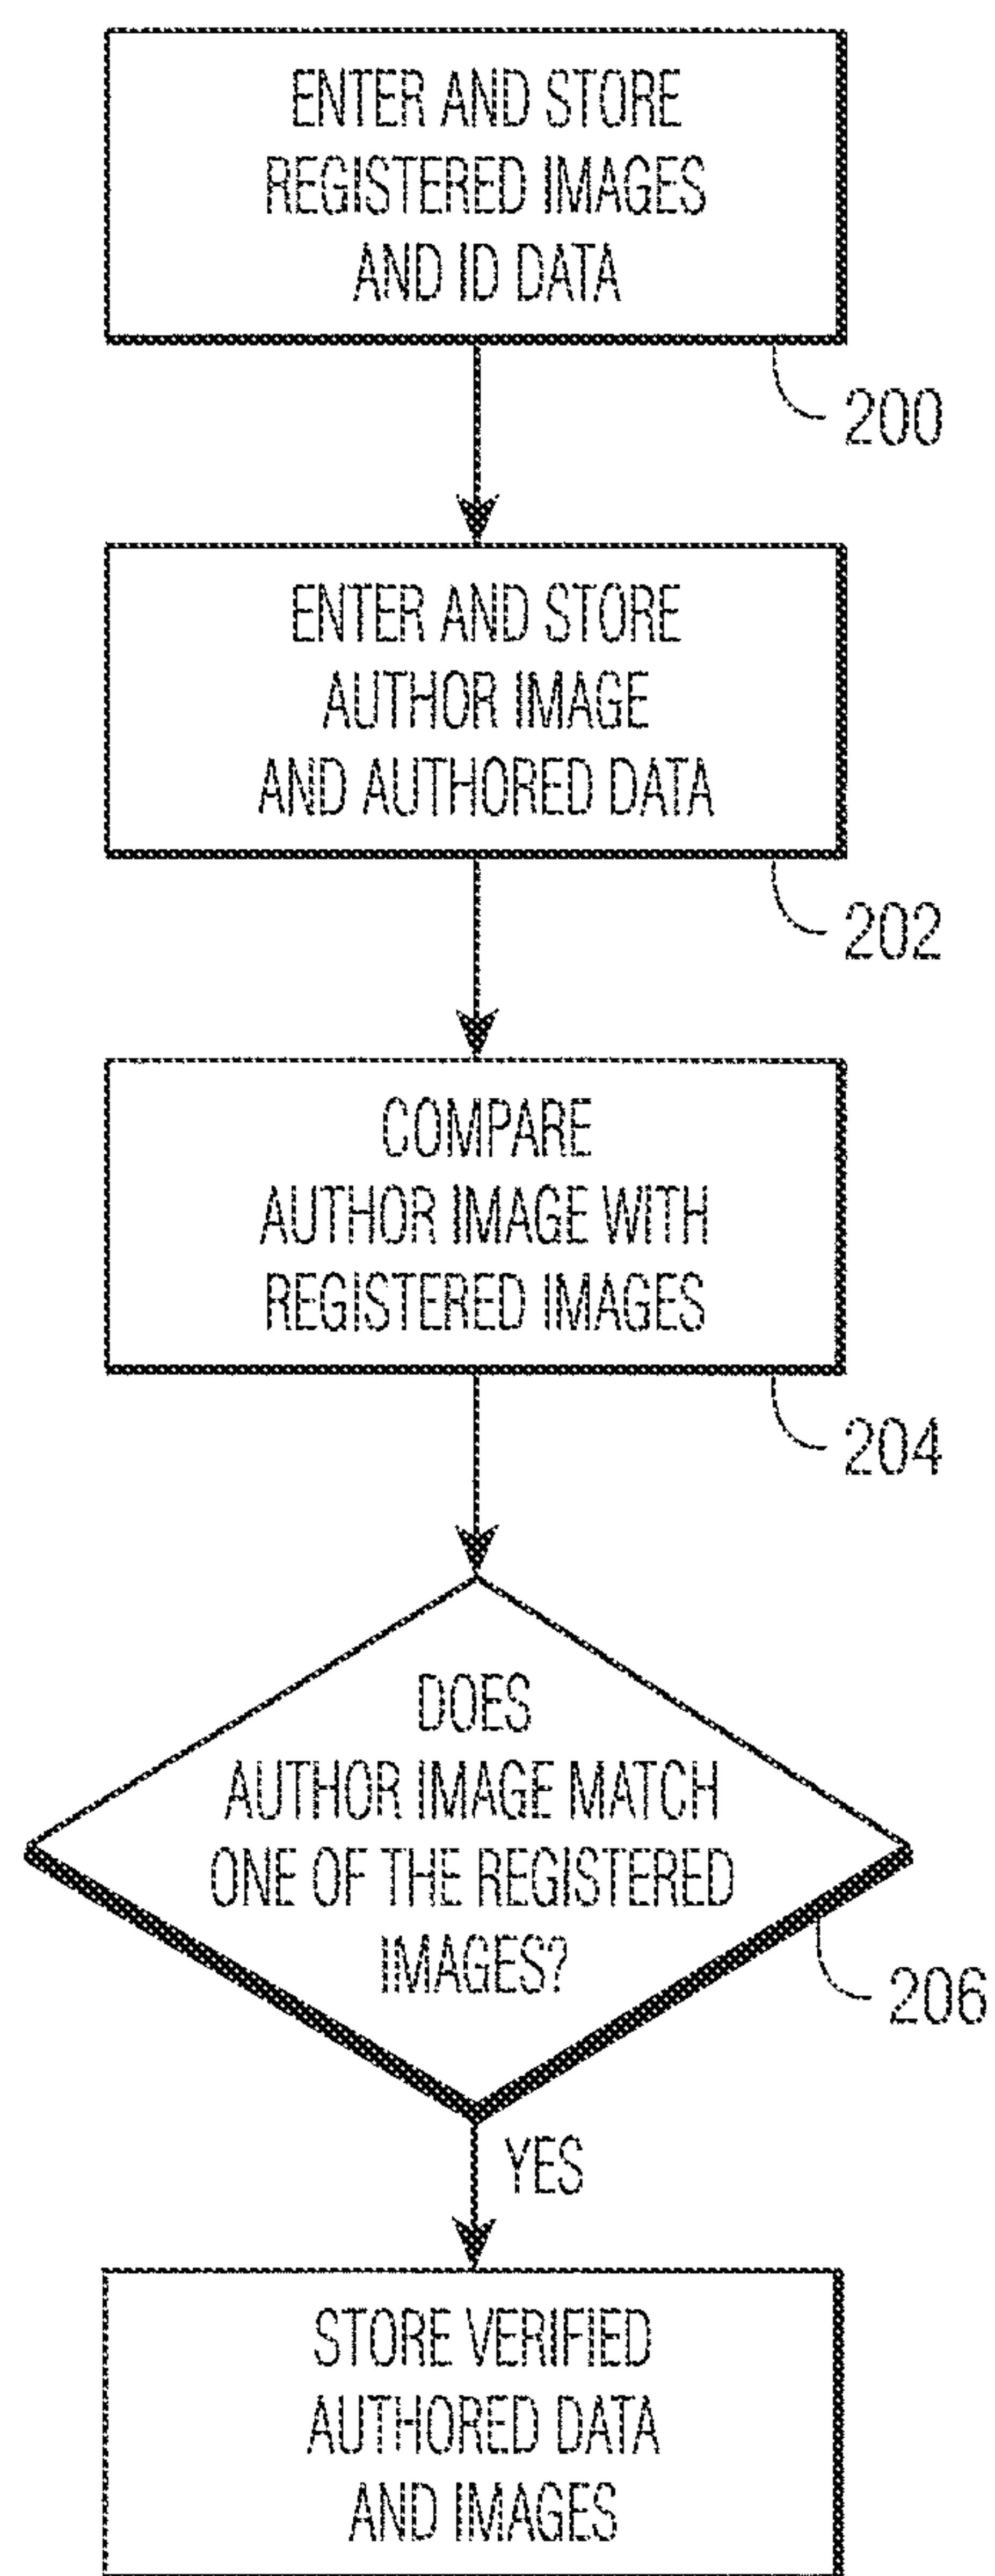 ENTER AND STORE
REGISTERED IMAGES
AND ID DATA
200
ENTER AND STORE
AUTHOR IMAGE
AND AUTHORED DATA
202
COMPARE
AUTHOR IMAGE WITH
REGISTERED IMAGES
204
DOES
AUTHOR IMAGE MATCH
ONE OF THE REGISTERED
IMAGES?
206
YES
STORE VERIFIED
AUTHORED DATA
AND IMAGES